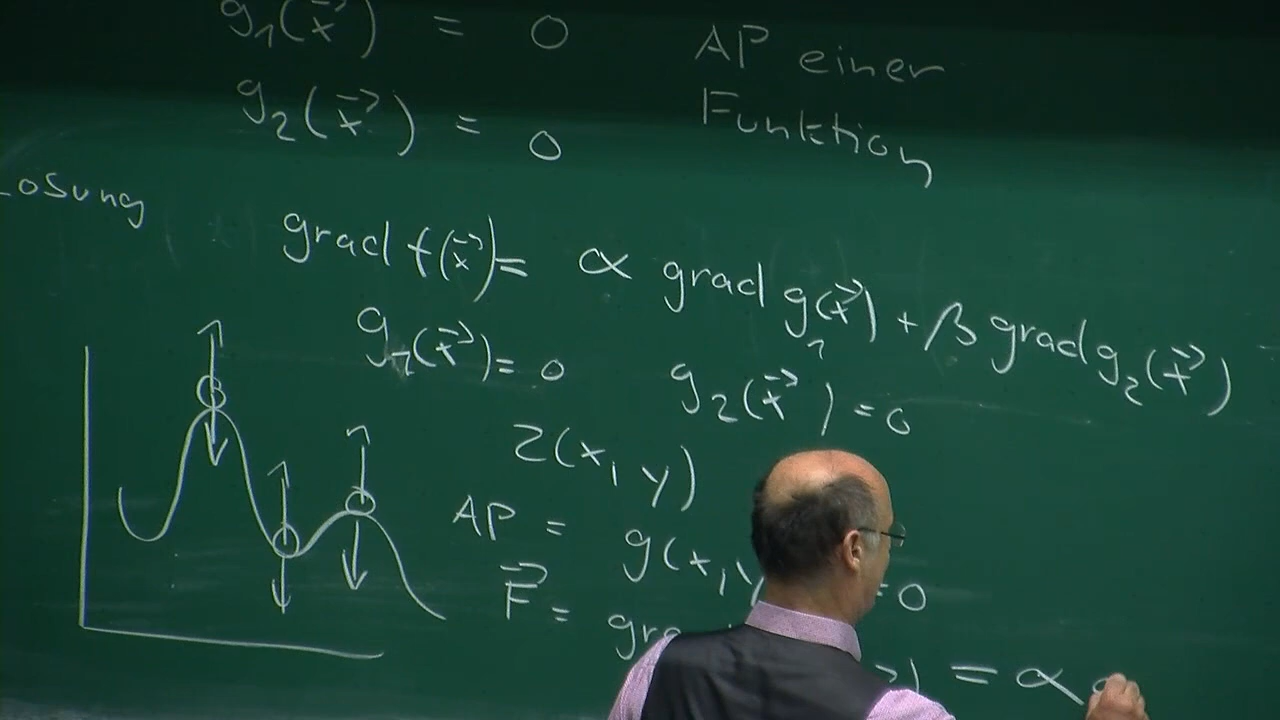 g₁(x⃗) = 0 AP einer
g₂(x⃗) = 0 Funktion
Lösung
grad f(x⃗) = α grad g₁(x⃗) + β grad g₂(x⃗)
g₁(x⃗) = 0 g₂(x⃗) = 0
z(x, y)
AP = g(x, y =0
F⃗ = gra ) = α